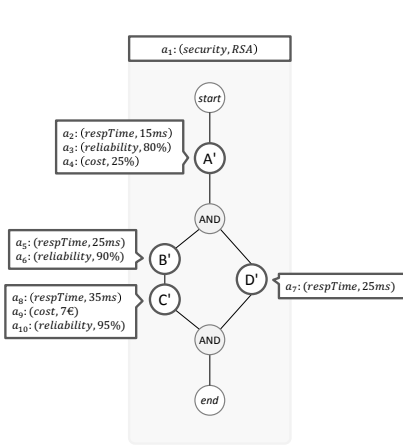 a₁: (security, RSA)
start
a₂: (respTime, 15ms)
a₃: (reliability, 80%)
a₄: (cost, 25%)
A'
AND
a₅: (respTime, 25ms)
a₆: (reliability, 90%)
B'
D'
a₇: (respTime, 25ms)
a₈: (respTime, 35ms)
a₉: (cost, 7€)
a₁₀: (reliability, 95%)
C'
AND
end